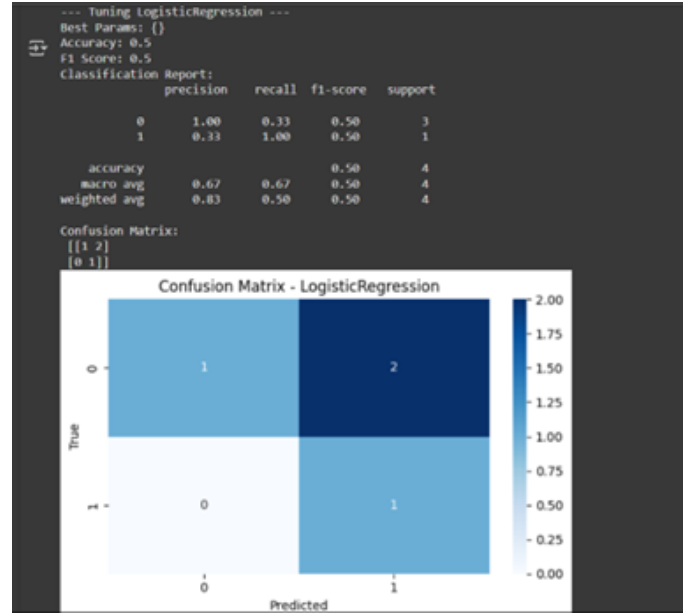 --- Tuning LogisticRegression ---
Best Params: {}
Accuracy: 0.5
F1 Score: 0.5
Classification Report:
precision recall f1-score support
0 1.00 0.33 0.50 3
1 0.33 1.00 0.50 1
accuracy 0.50 4
macro avg 0.67 0.67 0.50 4
weighted avg 0.83 0.50 0.50 4
Confusion Matrix:
[[1 2]
[0 1]]
Confusion Matrix - LogisticRegression
2.00
0 1 2 1.75
1.50
1.25
True
1.00
0.75
1 0 1 0.50
0.25
0.00
0 1
Predicted